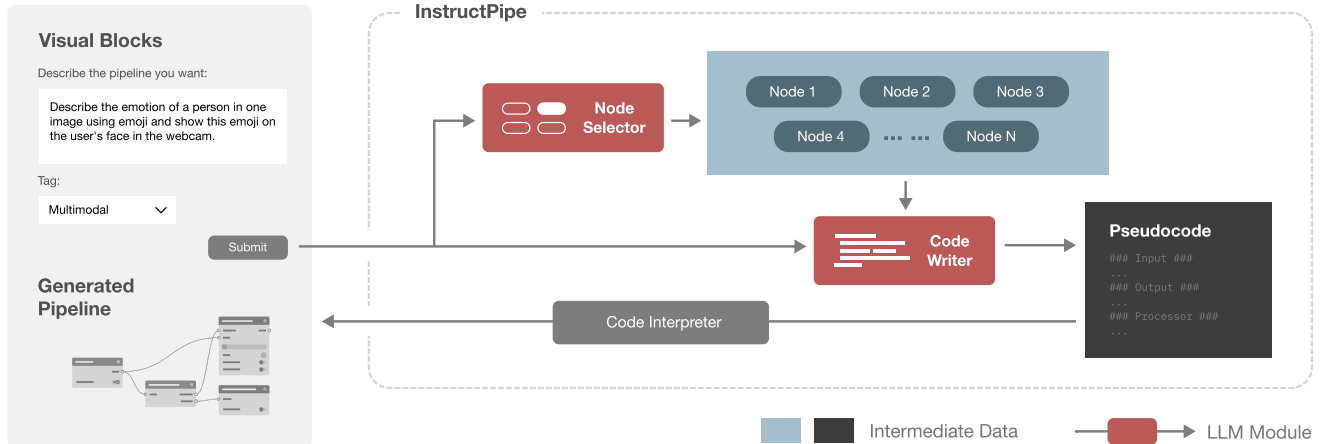 Visual Blocks
Describe the pipeline you want:
Describe the emotion of a person in one
image using emoji and show this emoji on
the user's face in the webcam.
Tag:
Multimodal
Submit
Generated
Pipeline
InstructPipe
Node
Selector
Node 1
Node 2
Node 3
Node 4
... ...
Node N
Code
Writer
Pseudocode
### Input ###
...
### Output ###
...
### Processor ###
...
Code Interpreter
Intermediate Data
LLM Module